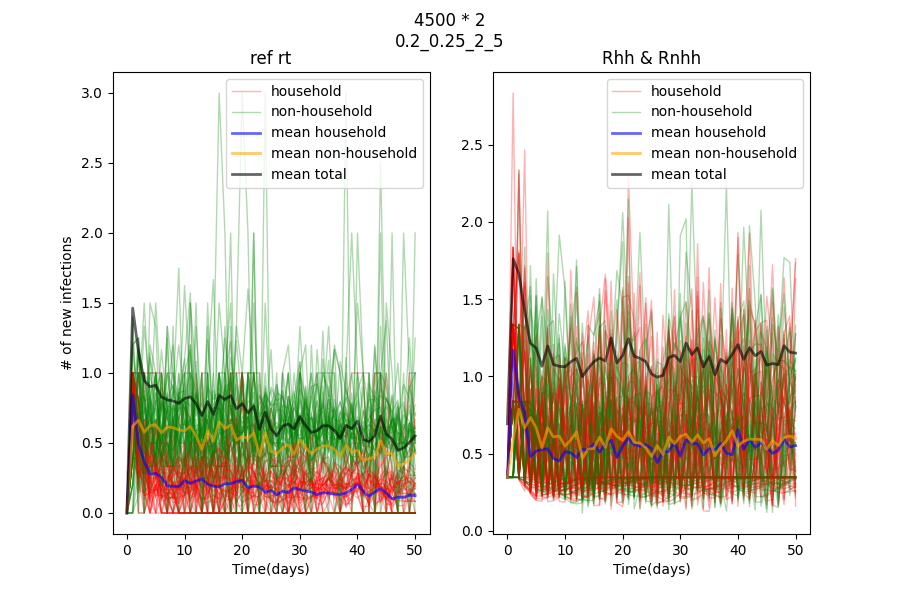 4500 * 2
0.2_0.25_2_5
ref rt
Rhh & Rnhh
household
non-household
mean household
mean non-household
mean total
household
non-household
mean household
mean non-household
mean total
# of new infections
3.0
2.5
2.0
1.5
1.0
0.5
0.0
0 10 20 30 40 50
Time(days)
2.5
2.0
1.5
1.0
0.5
0.0
0 10 20 30 40 50
Time(days)